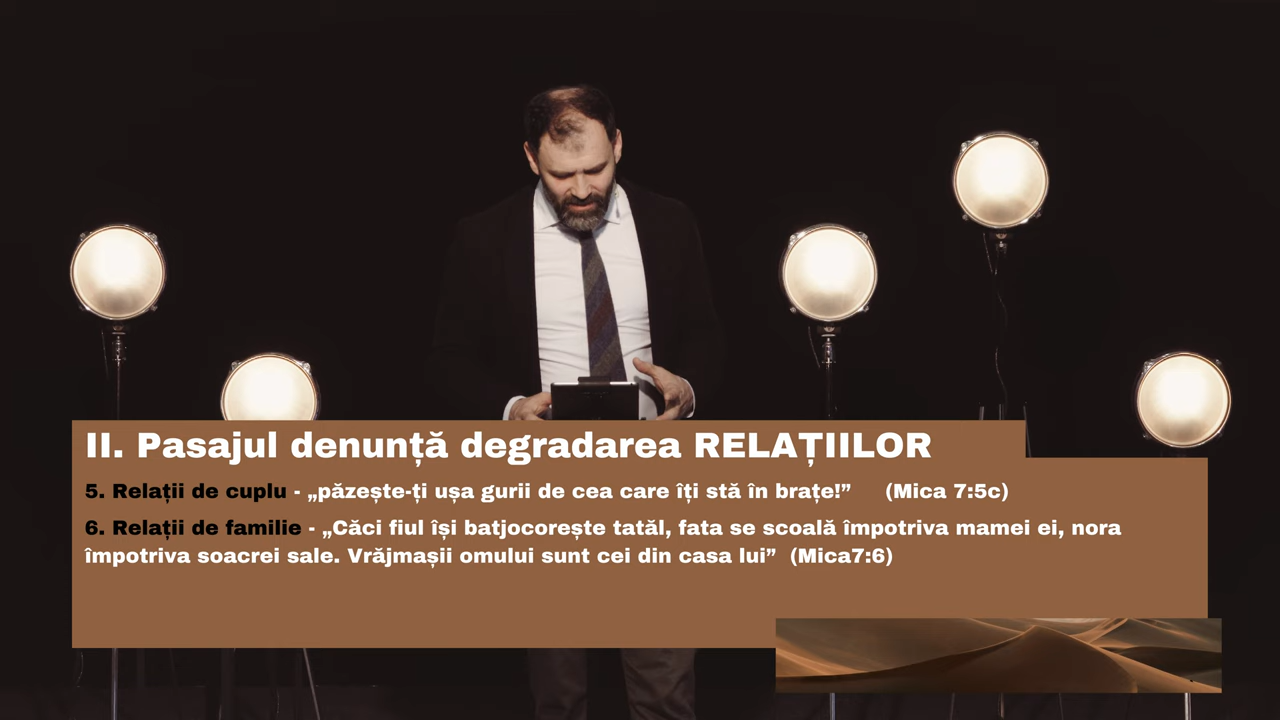 II. Pasajul denunță degradarea RELAȚIILOR
5. Relații de cuplu - „păzește-ți ușa gurii de cea care îți stă în brațe!” (Mica 7:5c)
6. Relații de familie - „Căci fiul își batjocorește tatăl, fata se scoală împotriva mamei ei, nora
împotriva soacrei sale. Vrăjmașii omului sunt cei din casa lui” (Mica7:6)